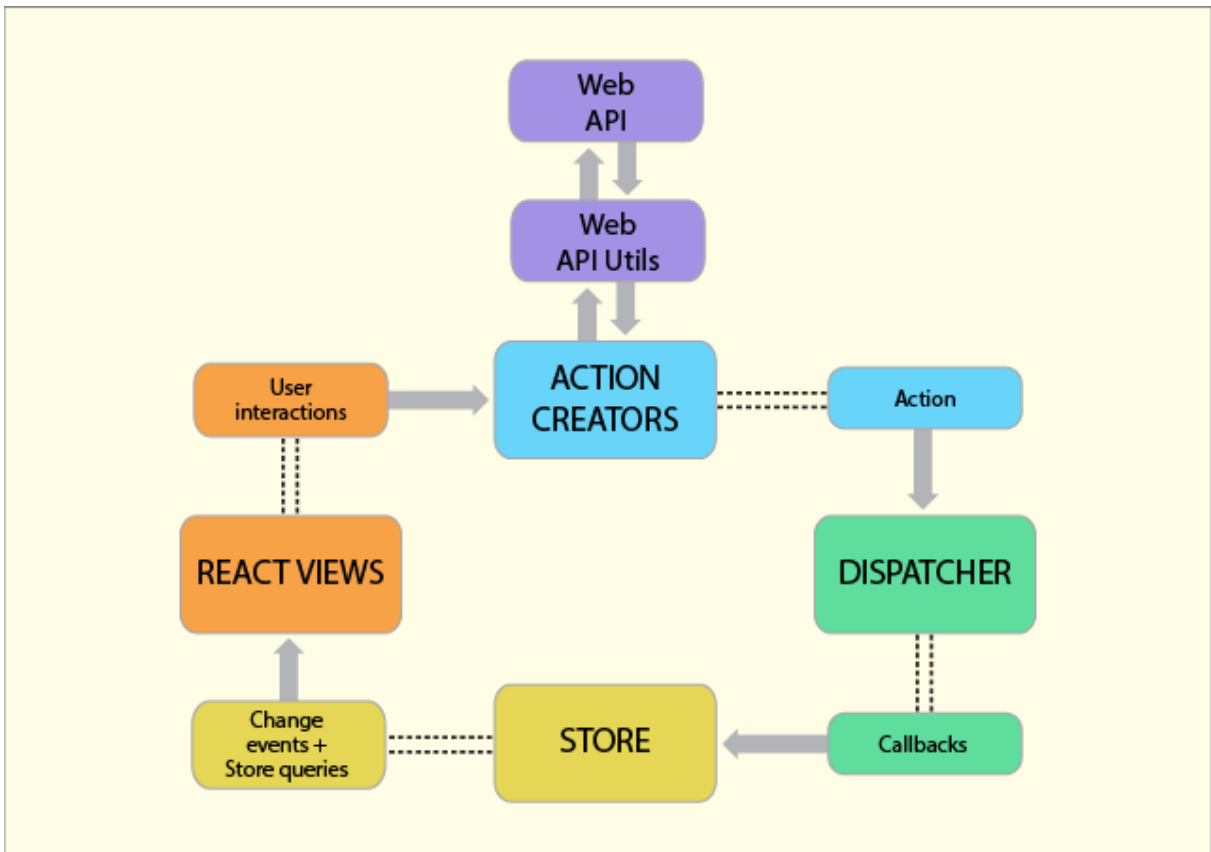 Web
API
Web
API Utils
User
interactions
ACTION
CREATORS
Action
REACT VIEWS
DISPATCHER
Change
events +
Store queries
STORE
Callbacks